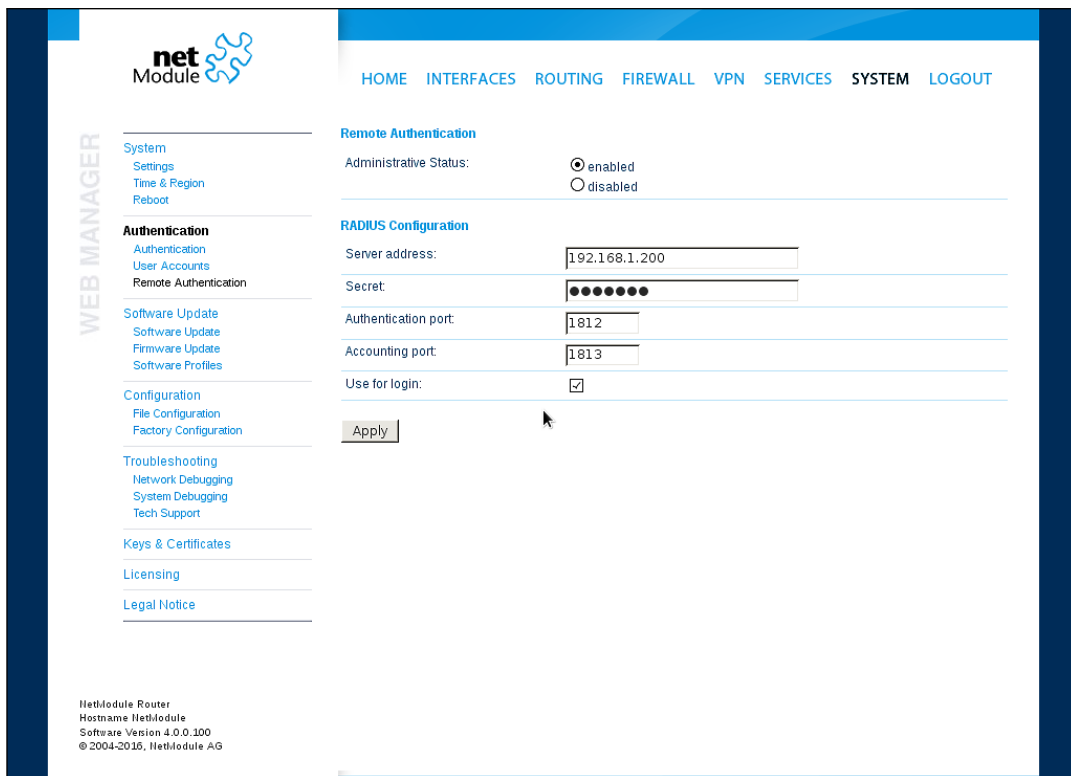 net
Module
HOME INTERFACES ROUTING FIREWALL VPN SERVICES SYSTEM LOGOUT
WEB MANAGER
System
Settings
Time & Region
Reboot
Authentication
Authentication
User Accounts
Remote Authentication
Software Update
Software Update
Firmware Update
Software Profiles
Configuration
File Configuration
Factory Configuration
Troubleshooting
Network Debugging
System Debugging
Tech Support
Keys & Certificates
Licensing
Legal Notice
Remote Authentication
Administrative Status:
enabled
disabled
RADIUS Configuration
Server address: 192.168.1.200
Secret: ●●●●●●●
Authentication port: 1812
Accounting port: 1813
Use for login:
Apply
NetModule Router
Hostname NetModule
Software Version 4.0.0.100
© 2004-2016, NetModule AG